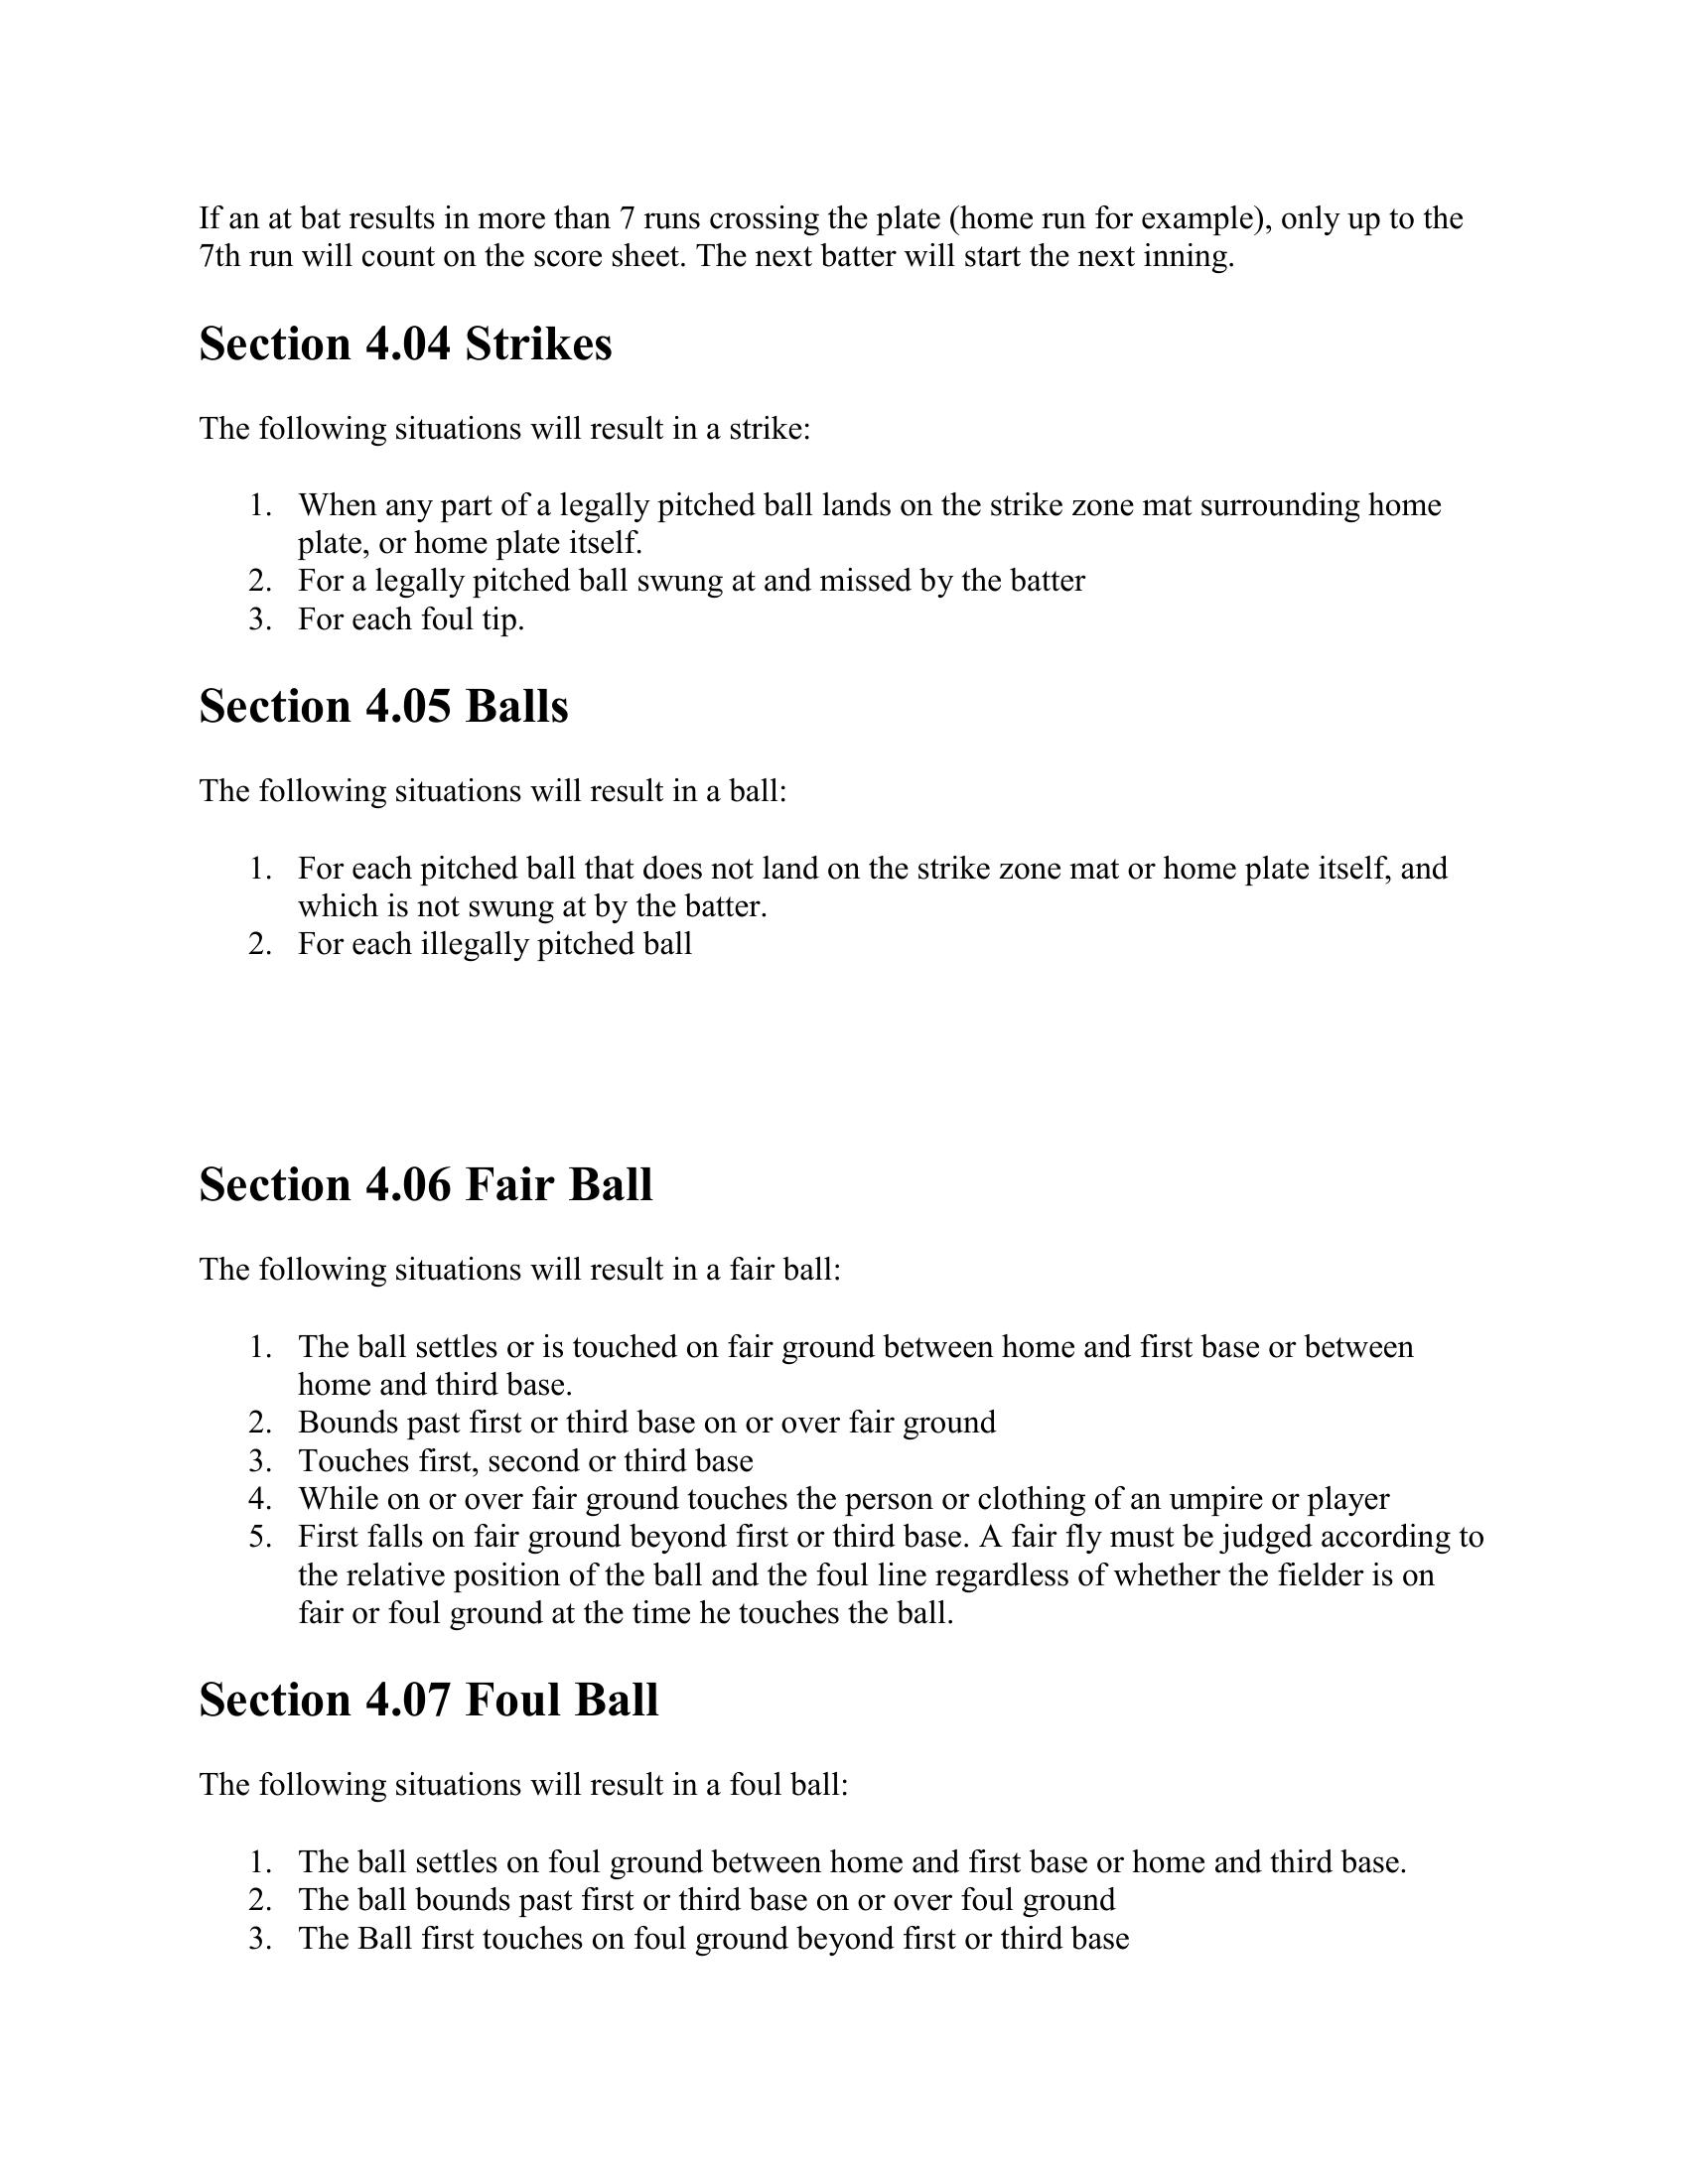 If an at bat results in more than 7 runs crossing the plate (home run for example), only up to the
7th run will count on the score sheet. The next batter will start the next inning.
Section 4.04 Strikes
The following situations will result in a strike:
1. When any part of a legally pitched ball lands on the strike zone mat surrounding home
plate, or home plate itself.
2. For a legally pitched ball swung at and missed by the batter
3. For each foul tip.
Section 4.05 Balls
The following situations will result in a ball:
1. For each pitched ball that does not land on the strike zone mat or home plate itself, and
which is not swung at by the batter.
2. For each illegally pitched ball
Section 4.06 Fair Ball
The following situations will result in a fair ball:
1. The ball settles or is touched on fair ground between home and first base or between
home and third base.
2. Bounds past first or third base on or over fair ground
3. Touches first, second or third base
4. While on or over fair ground touches the person or clothing of an umpire or player
5. First falls on fair ground beyond first or third base. A fair fly must be judged according to
the relative position of the ball and the foul line regardless of whether the fielder is on
fair or foul ground at the time he touches the ball.
Section 4.07 Foul Ball
The following situations will result in a foul ball:
1. The ball settles on foul ground between home and first base or home and third base.
2. The ball bounds past first or third base on or over foul ground
3. The Ball first touches on foul ground beyond first or third base